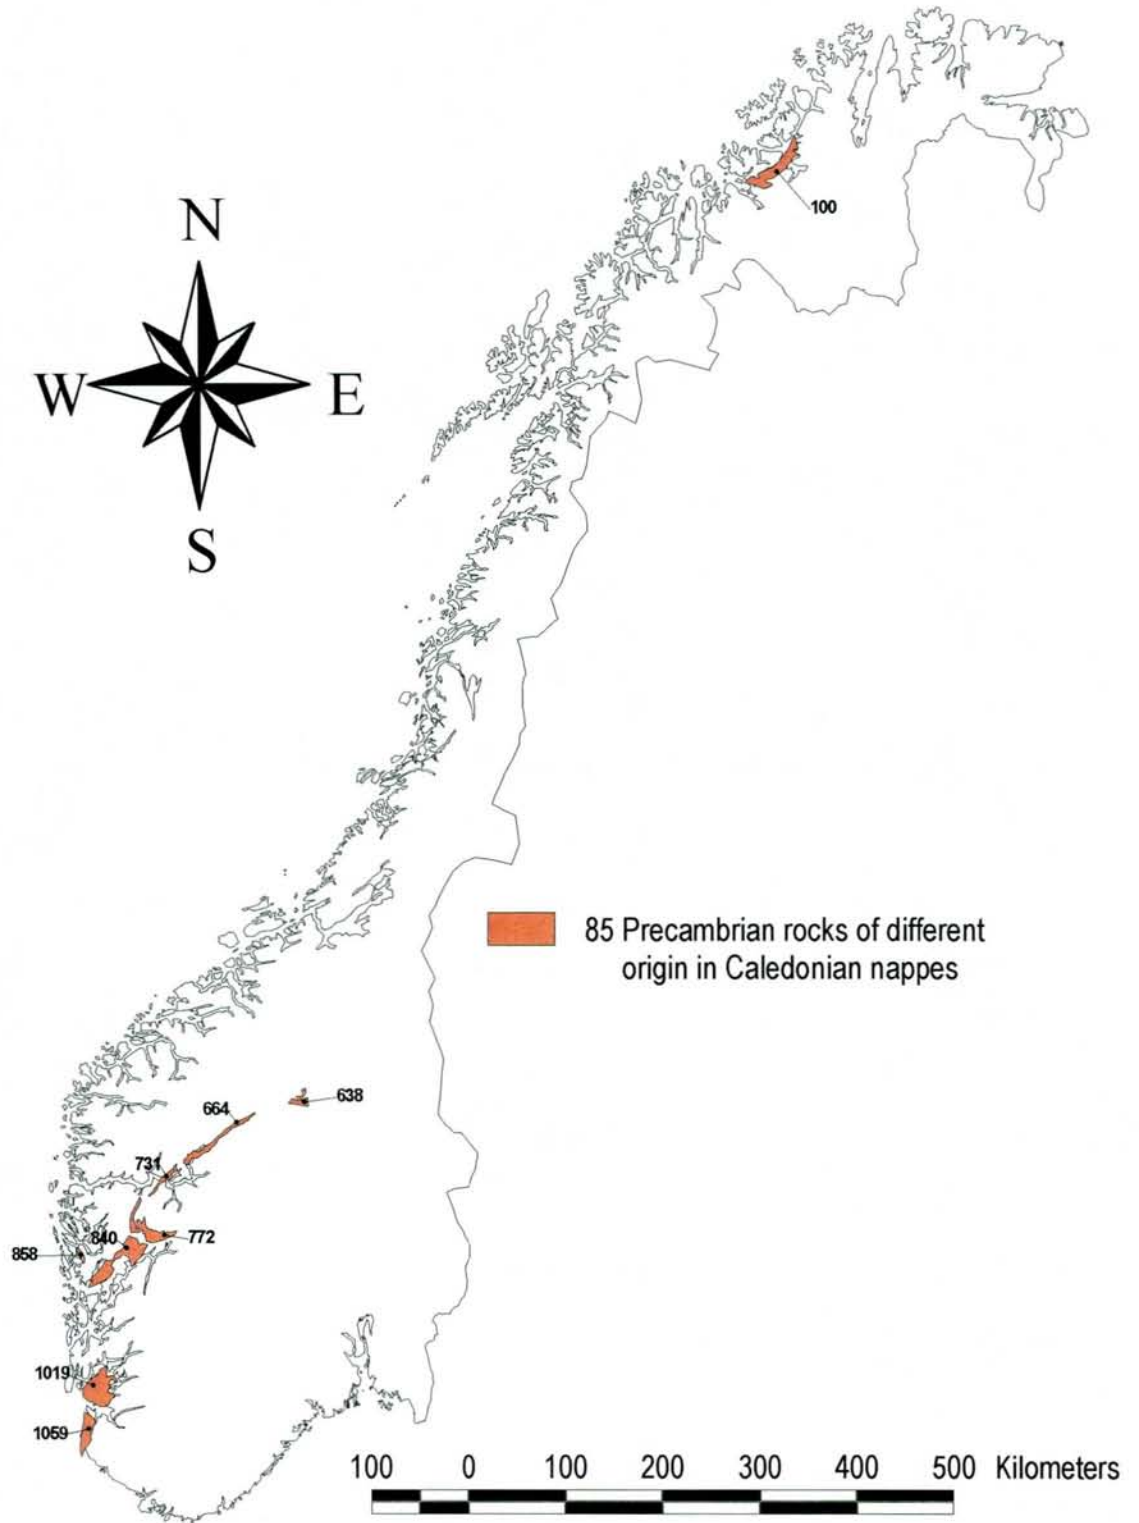 100
N
W
E
S
85 Precambrian rocks of different
origin in Caledonian nappes
638
664
731
772
840
858
1019
1059
100 0 100 200 300 400 500 Kilometers